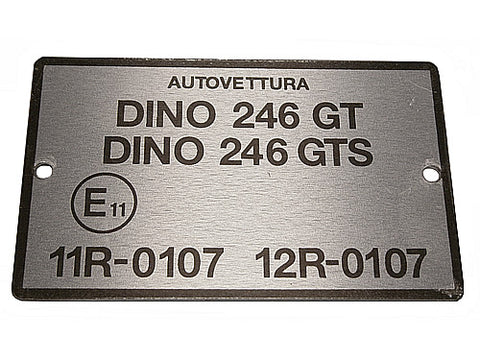 AUTOVETTURA
DINO 246 GT
DINO 246 GTS
E11
11R-0107 12R-0107